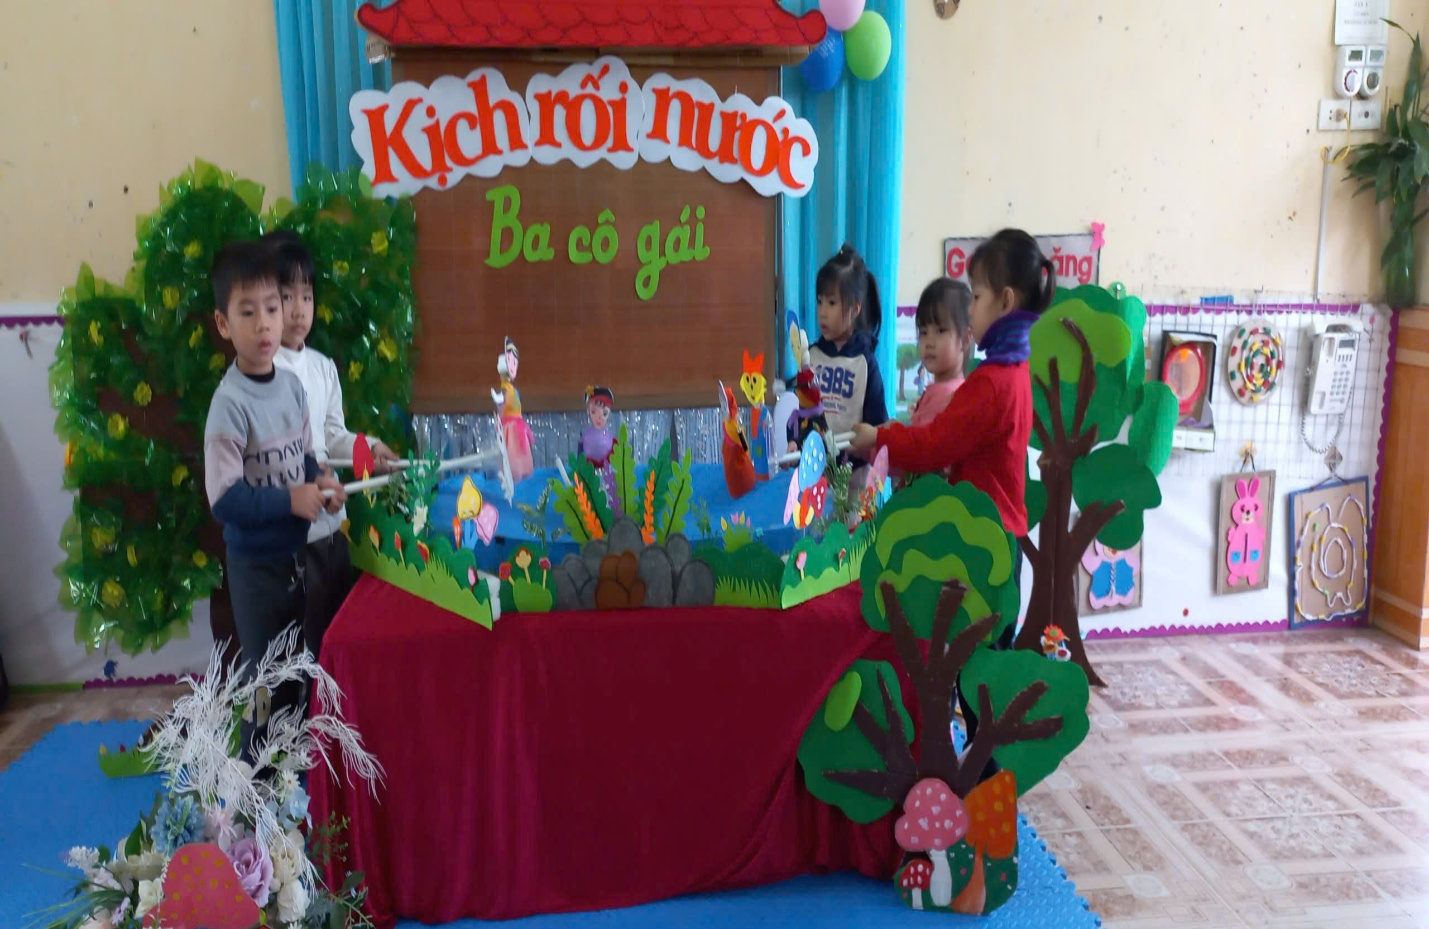 Kịch rối nước
Ba cô gái
1985